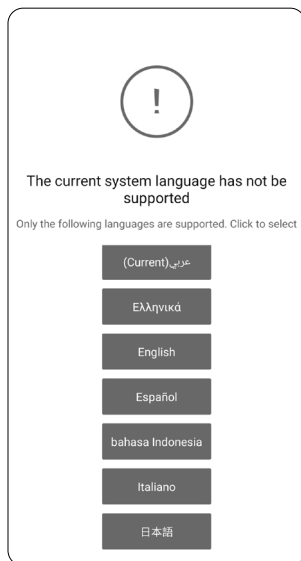 !
The current system language has not be
supported
Only the following languages are supported. Click to select
(Current)عربي
Ελληνικά
English
Español
bahasa Indonesia
Italiano
日本語